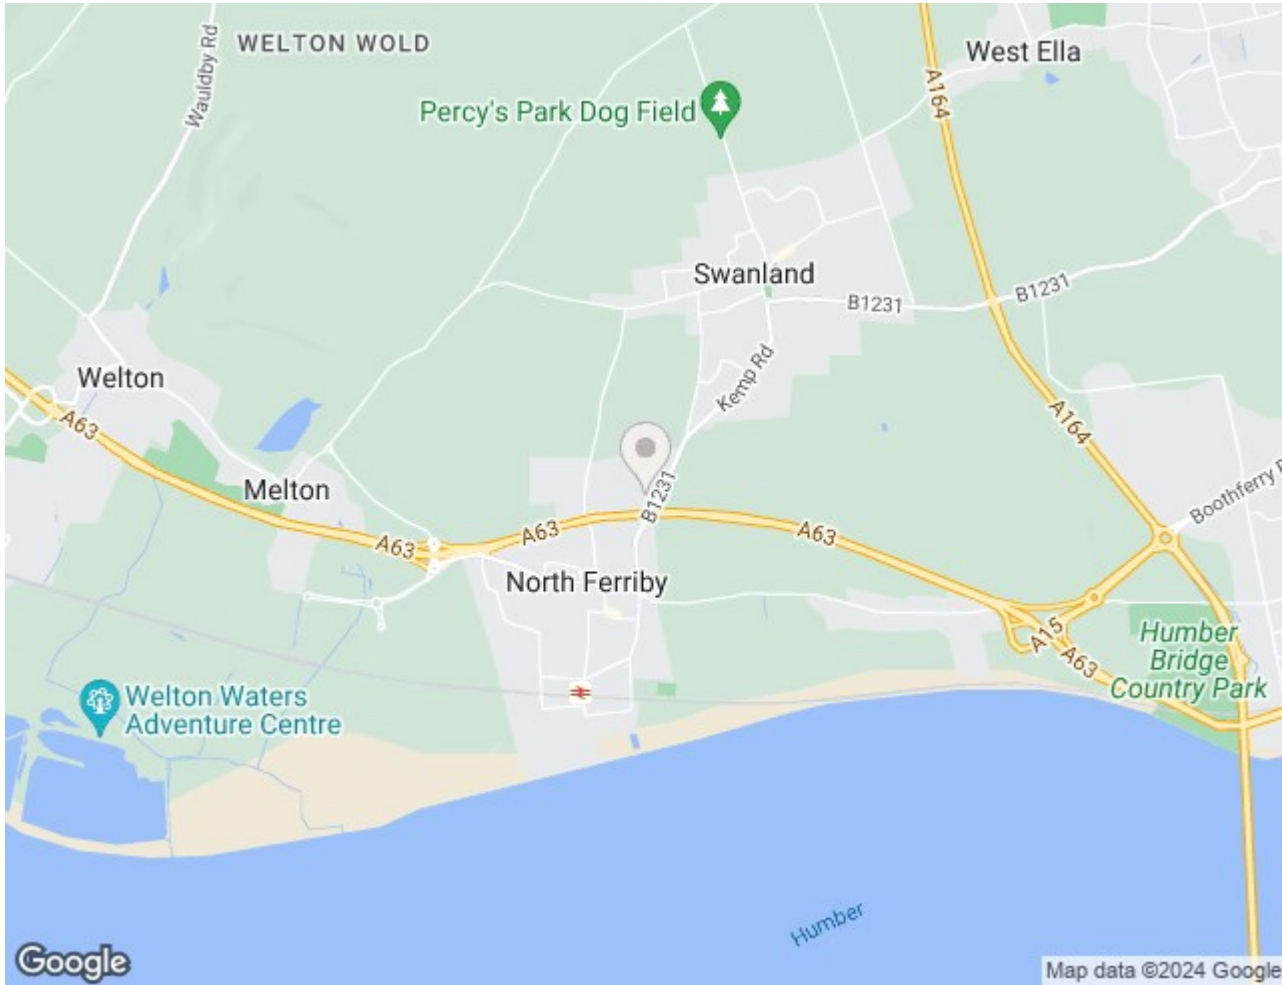 WELTON WOLD
Wauldby Rd
West Ella
A164
Percy's Park Dog Field
Swanland
B1231
B1231
Kemp Rd
Welton
A63
A164
Melton
B1231
Boothferry
A63
A63
A63
North Ferriby
A15
A63
Humber
Bridge
Country Park
Welton Waters
Adventure Centre
Humber
Google
Map data ©2024 Google